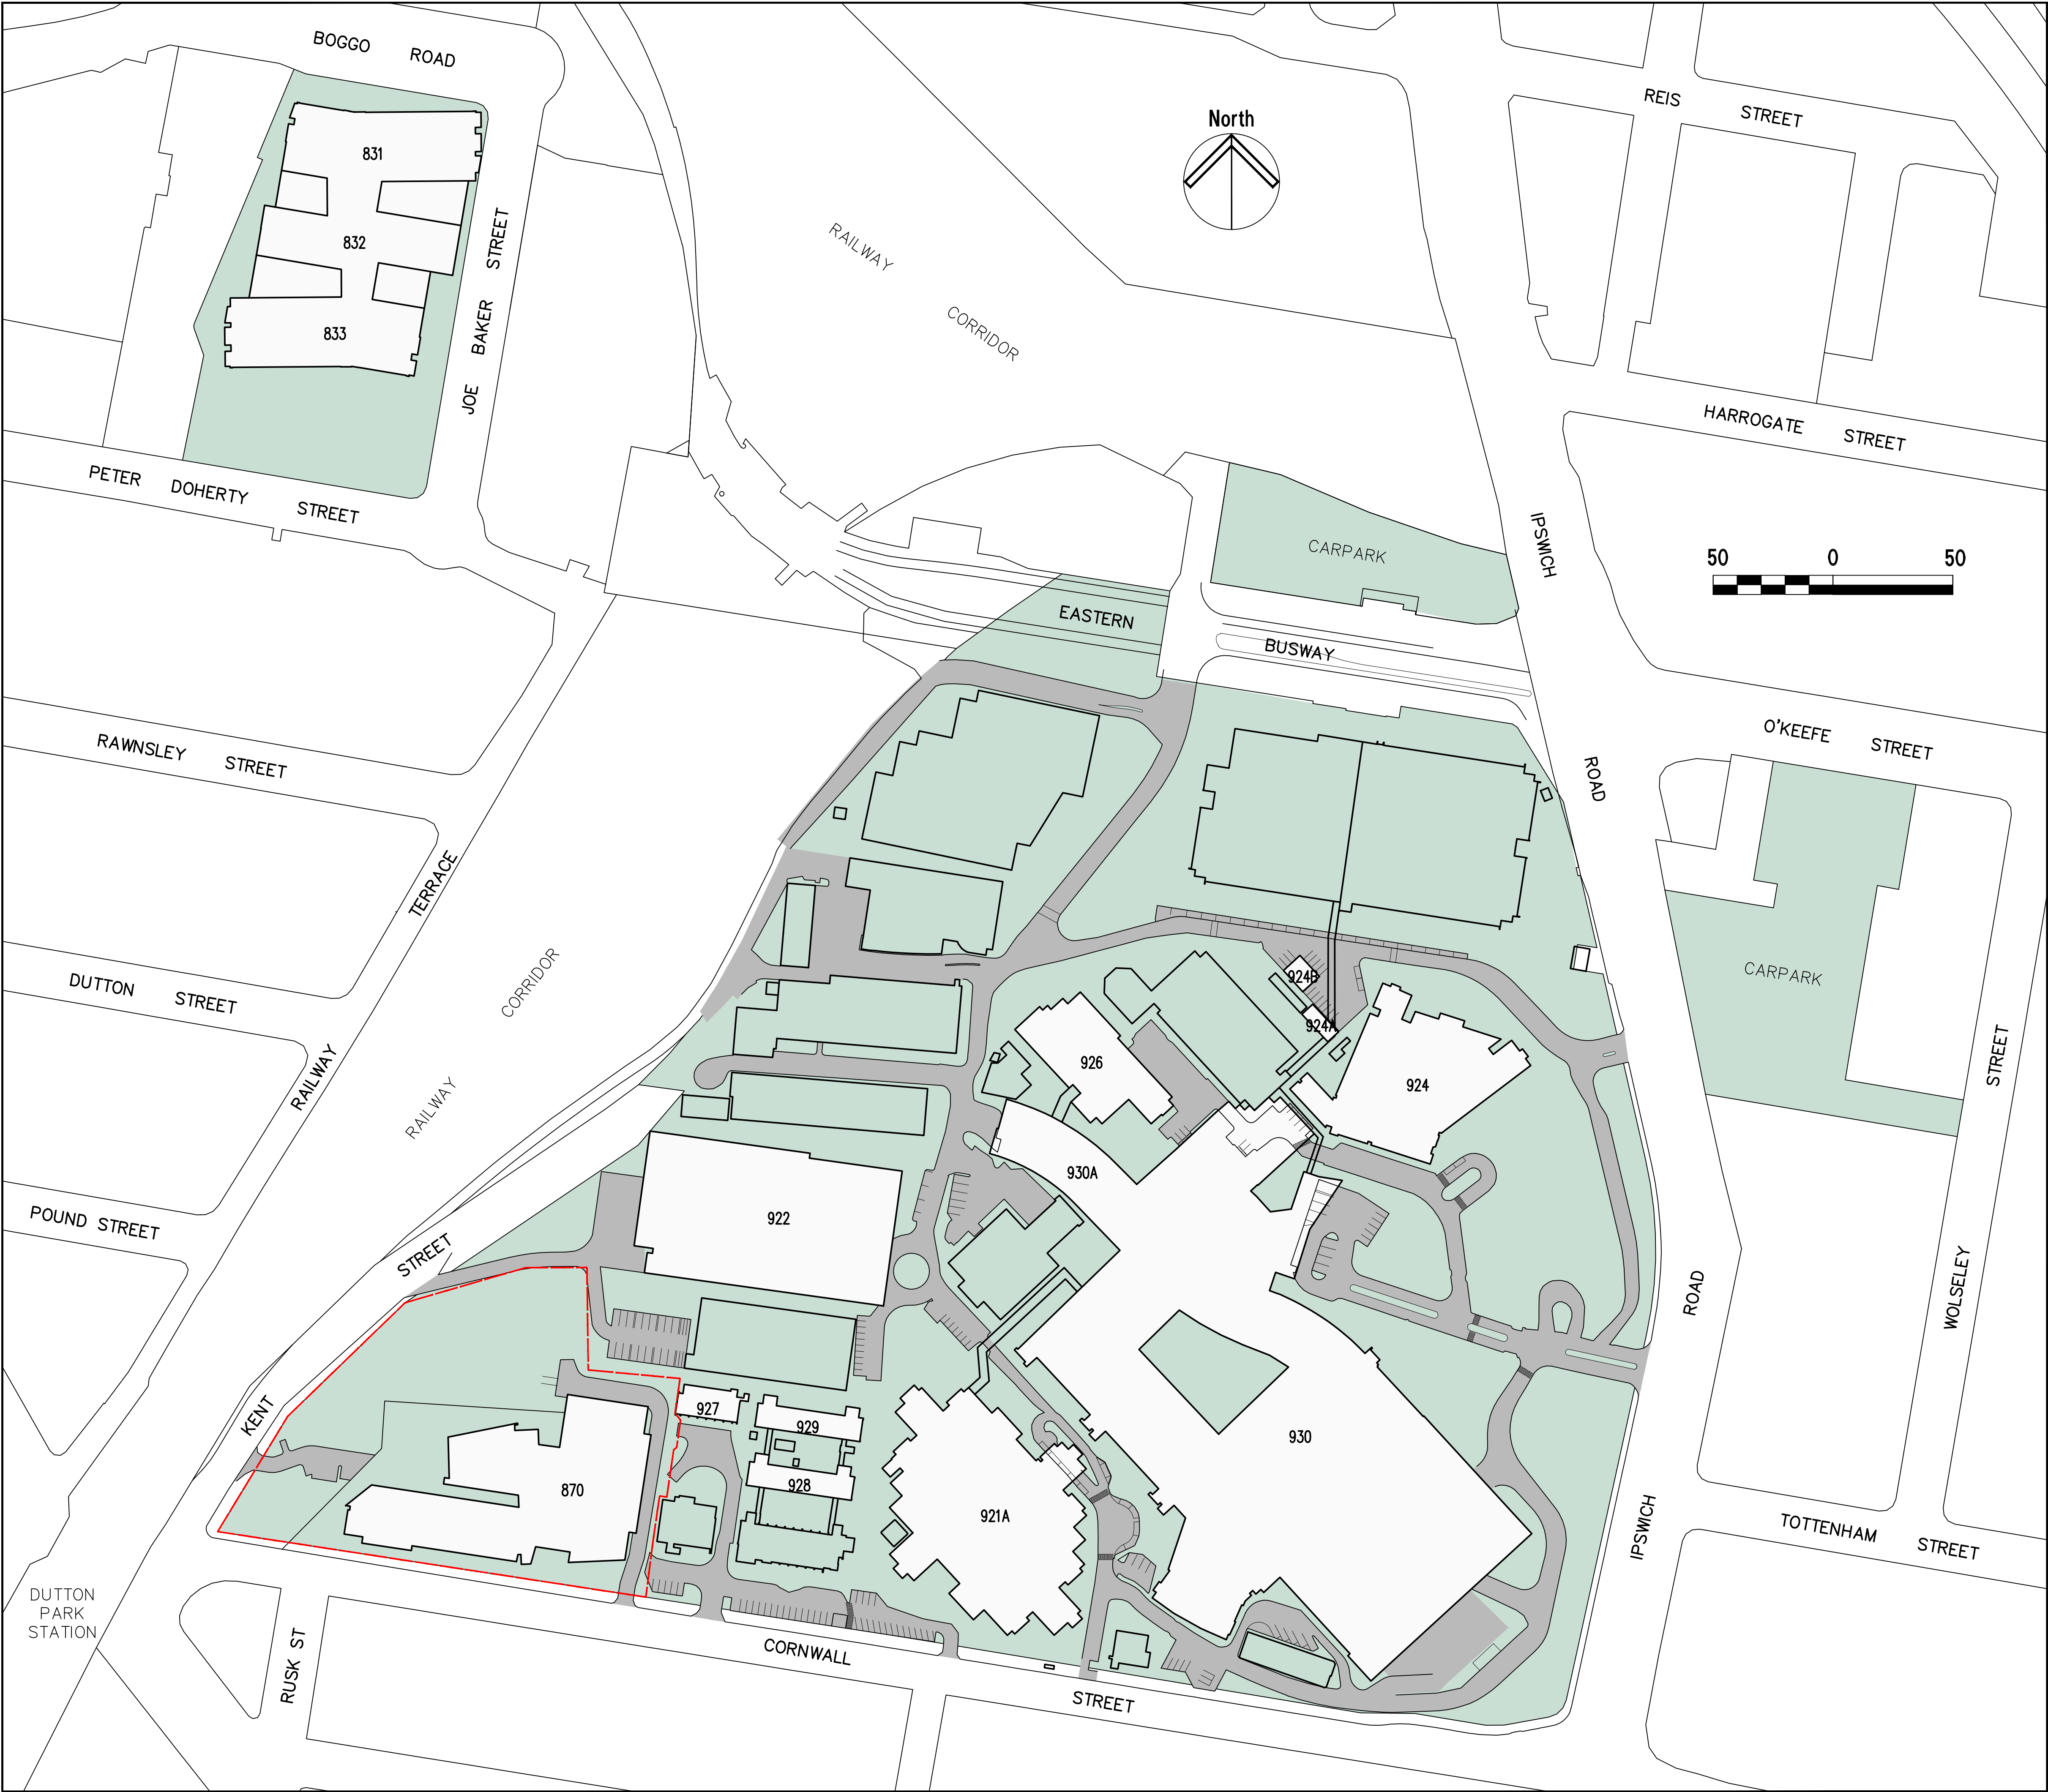 BOGGO ROAD
REIS STREET
North
831
832
833
JOE BAKER STREET
RAILWAY CORRIDOR
HARROGATE STREET
PETER DOHERTY STREET
IPSWICH ROAD
CARPARK
50 0 50
EASTERN BUSWAY
O'KEEFE STREET
RAWNSLEY STREET
RAILWAY TERRACE
DUTTON STREET
RAILWAY CORRIDOR
CARPARK
924B
924A
926
924
930A
WOLSELEY STREET
POUND STREET
922
KENT STREET
IPSWICH ROAD
927
929
928
870
921A
930
TOTTENHAM STREET
DUTTON
PARK
STATION
RUSK ST
CORNWALL STREET